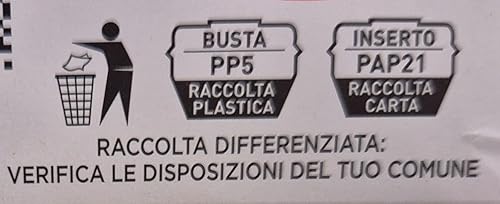 BUSTA
PP5
RACCOLTA
PLASTICA
INSERTO
PAP21
RACCOLTA
CARTA
RACCOLTA DIFFERENZIATA:
VERIFICA LE DISPOSIZIONI DEL TUO COMUNE